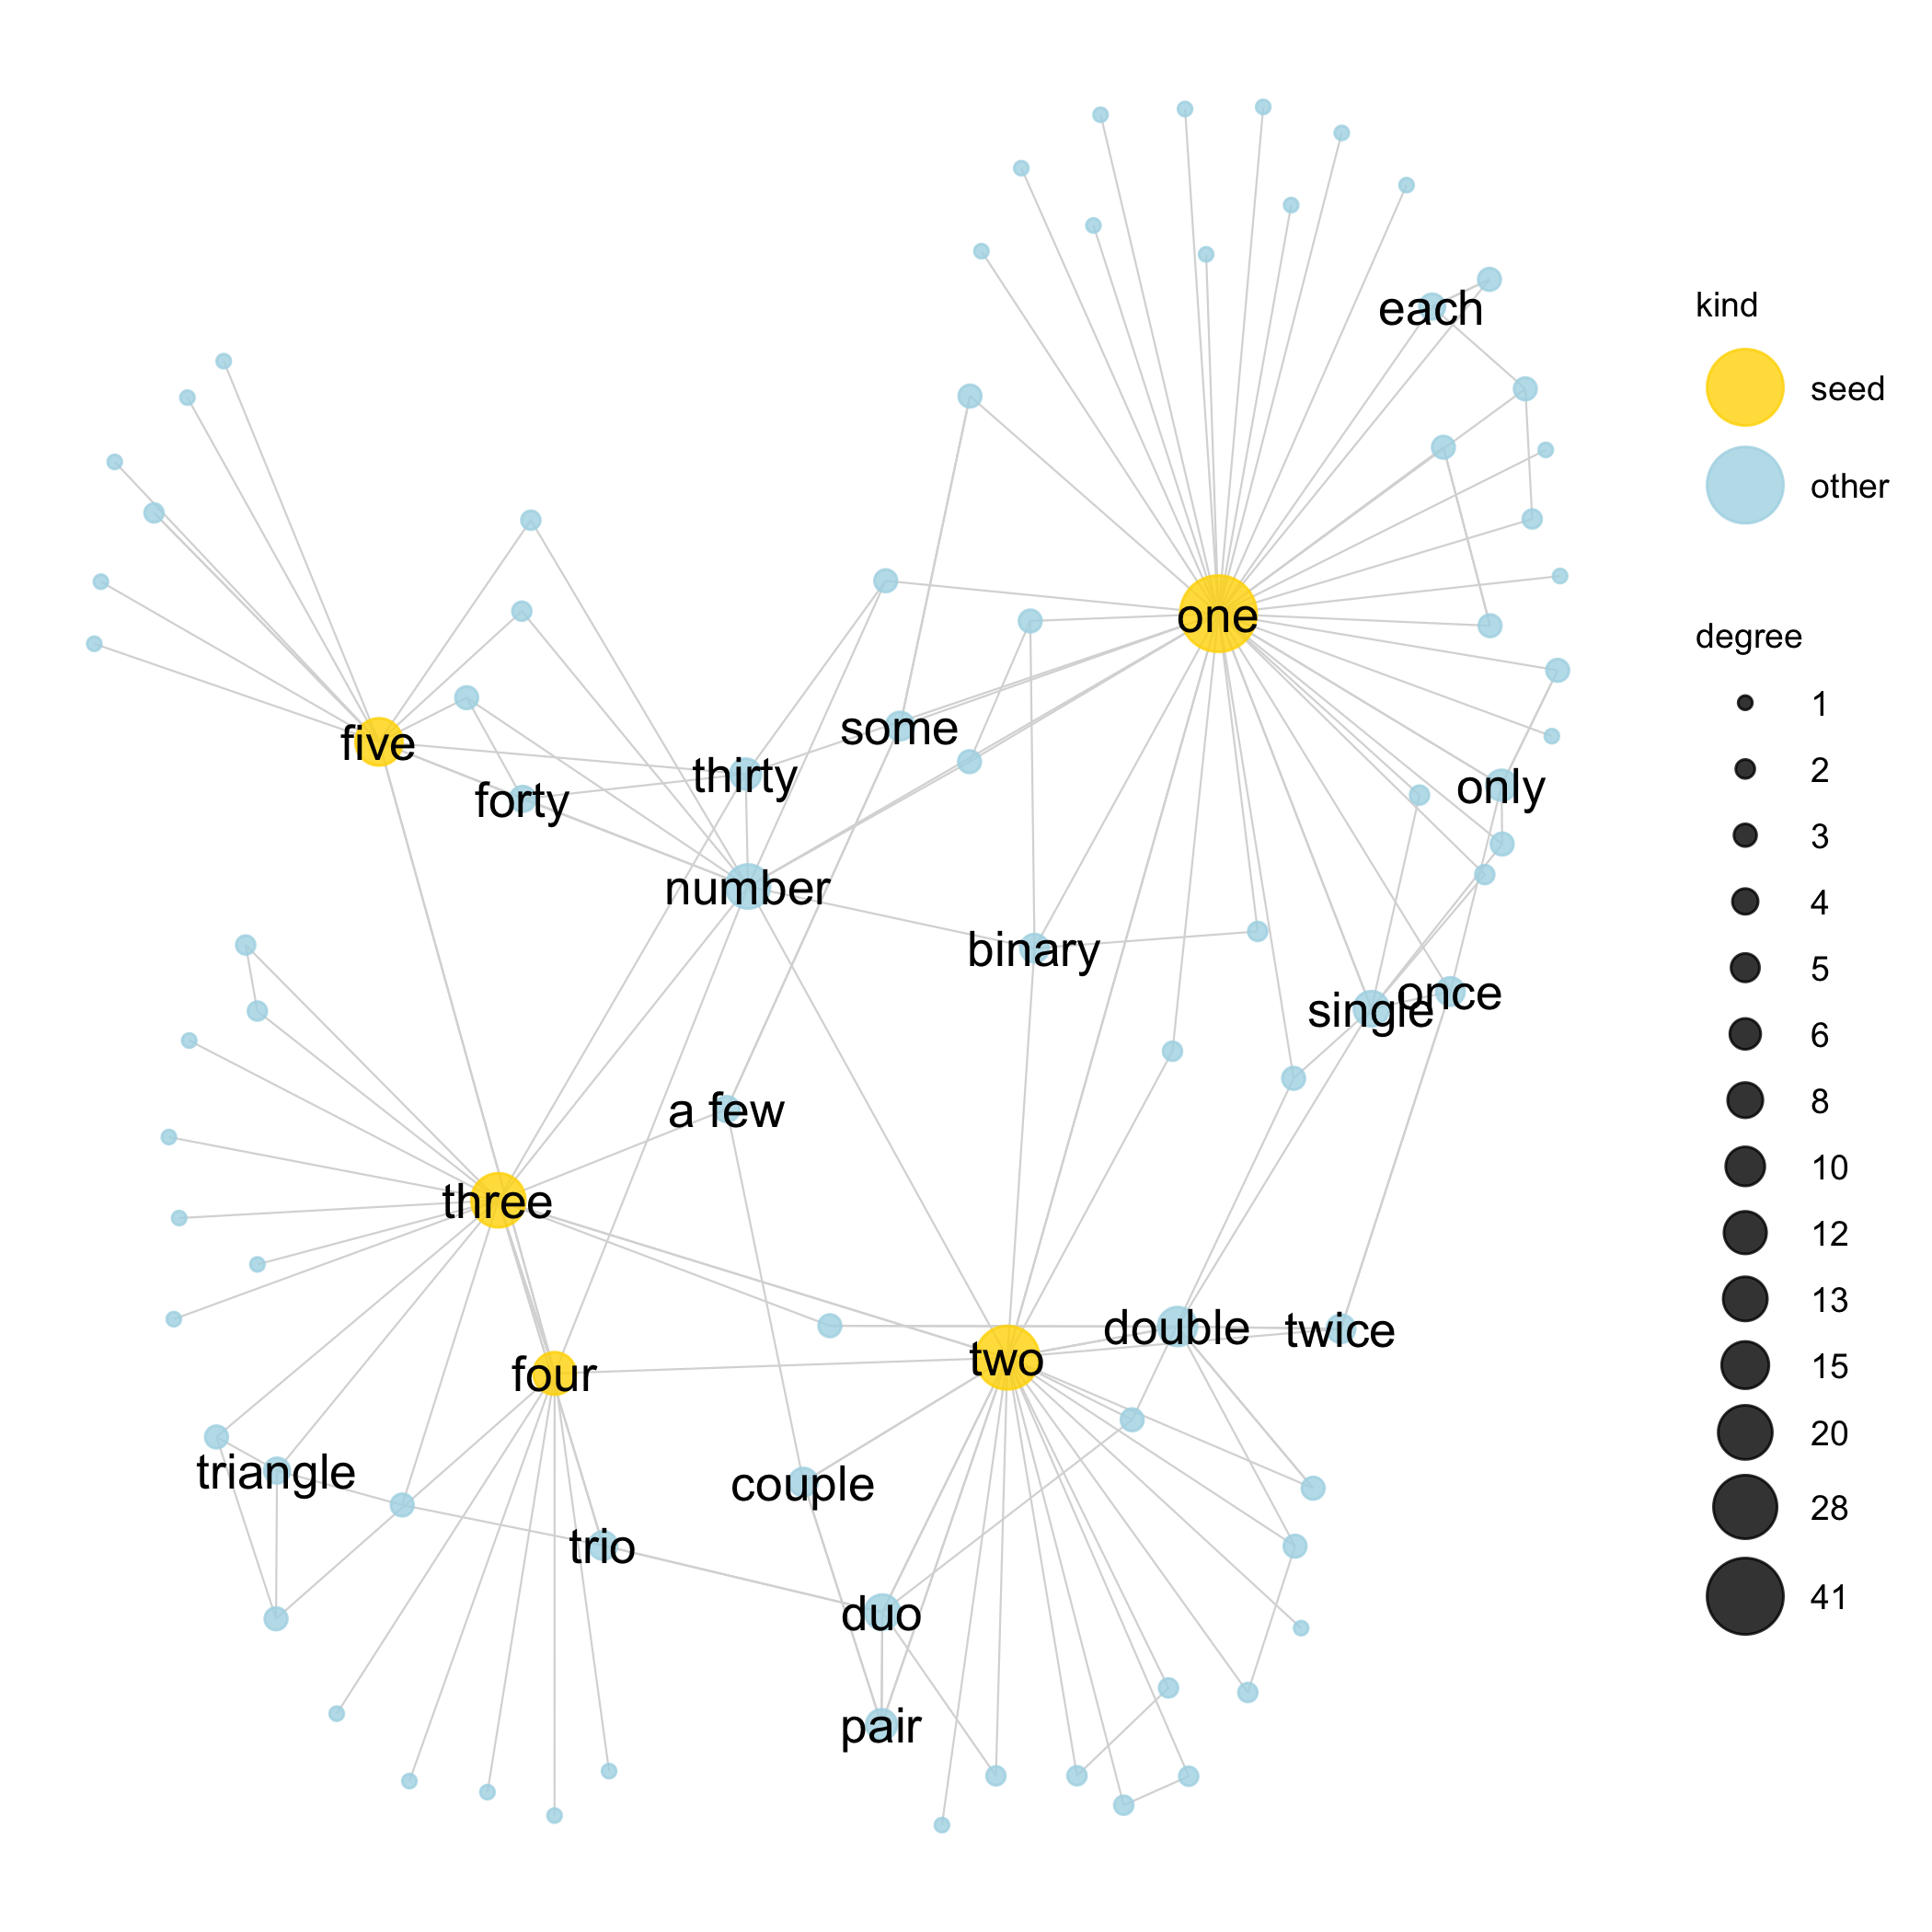 each
one
five
forty
thirty
some
only
number
binary
single
once
a few
three
four
two
double
twice
triangle
couple
trio
duo
pair
kind
seed
other
degree
1
2
3
4
5
6
8
10
12
13
15
20
28
41